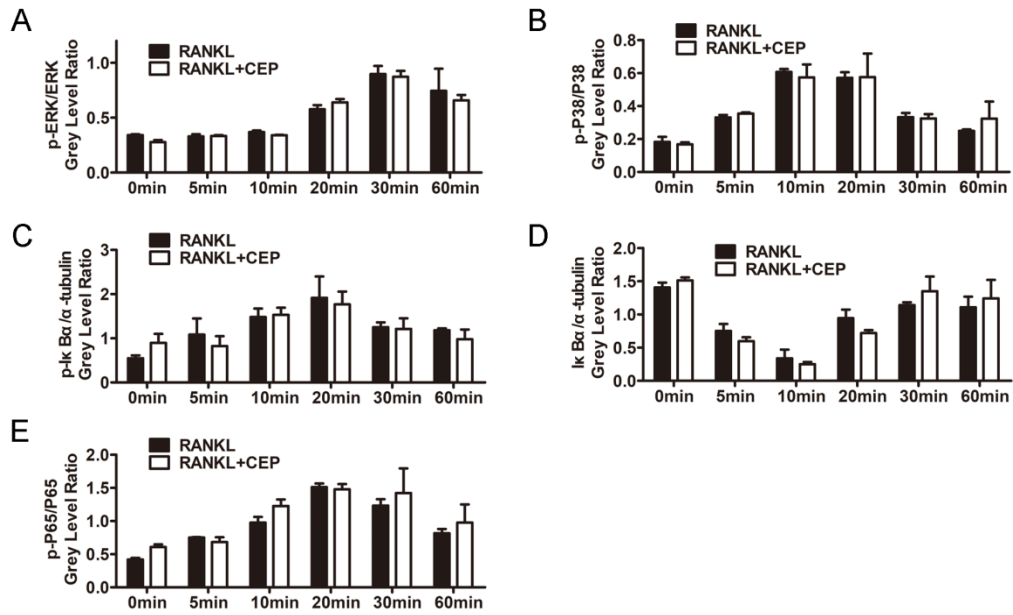 A
p-ERK/ERK
Grey Level Ratio
1.0
0.5
0.0
RANKL
RANKL+CEP
0min 5min 10min 20min 30min 60min
B
p-P38/P38
Grey Level Ratio
0.8
0.6
0.4
0.2
0.0
RANKL
RANKL+CEP
0min 5min 10min 20min 30min 60min
C
p-Iκ Bα/α -tubulin
Grey Level Ratio
3
2
1
0
RANKL
RANKL+CEP
0min 5min 10min 20min 30min 60min
D
Iκ Bα/α -tubulin
Grey Level Ratio
2.0
1.5
1.0
0.5
0.0
RANKL
RANKL+CEP
0min 5min 10min 20min 30min 60min
E
p-P65/P65
Grey Level Ratio
2.0
1.5
1.0
0.5
0.0
RANKL
RANKL+CEP
0min 5min 10min 20min 30min 60min